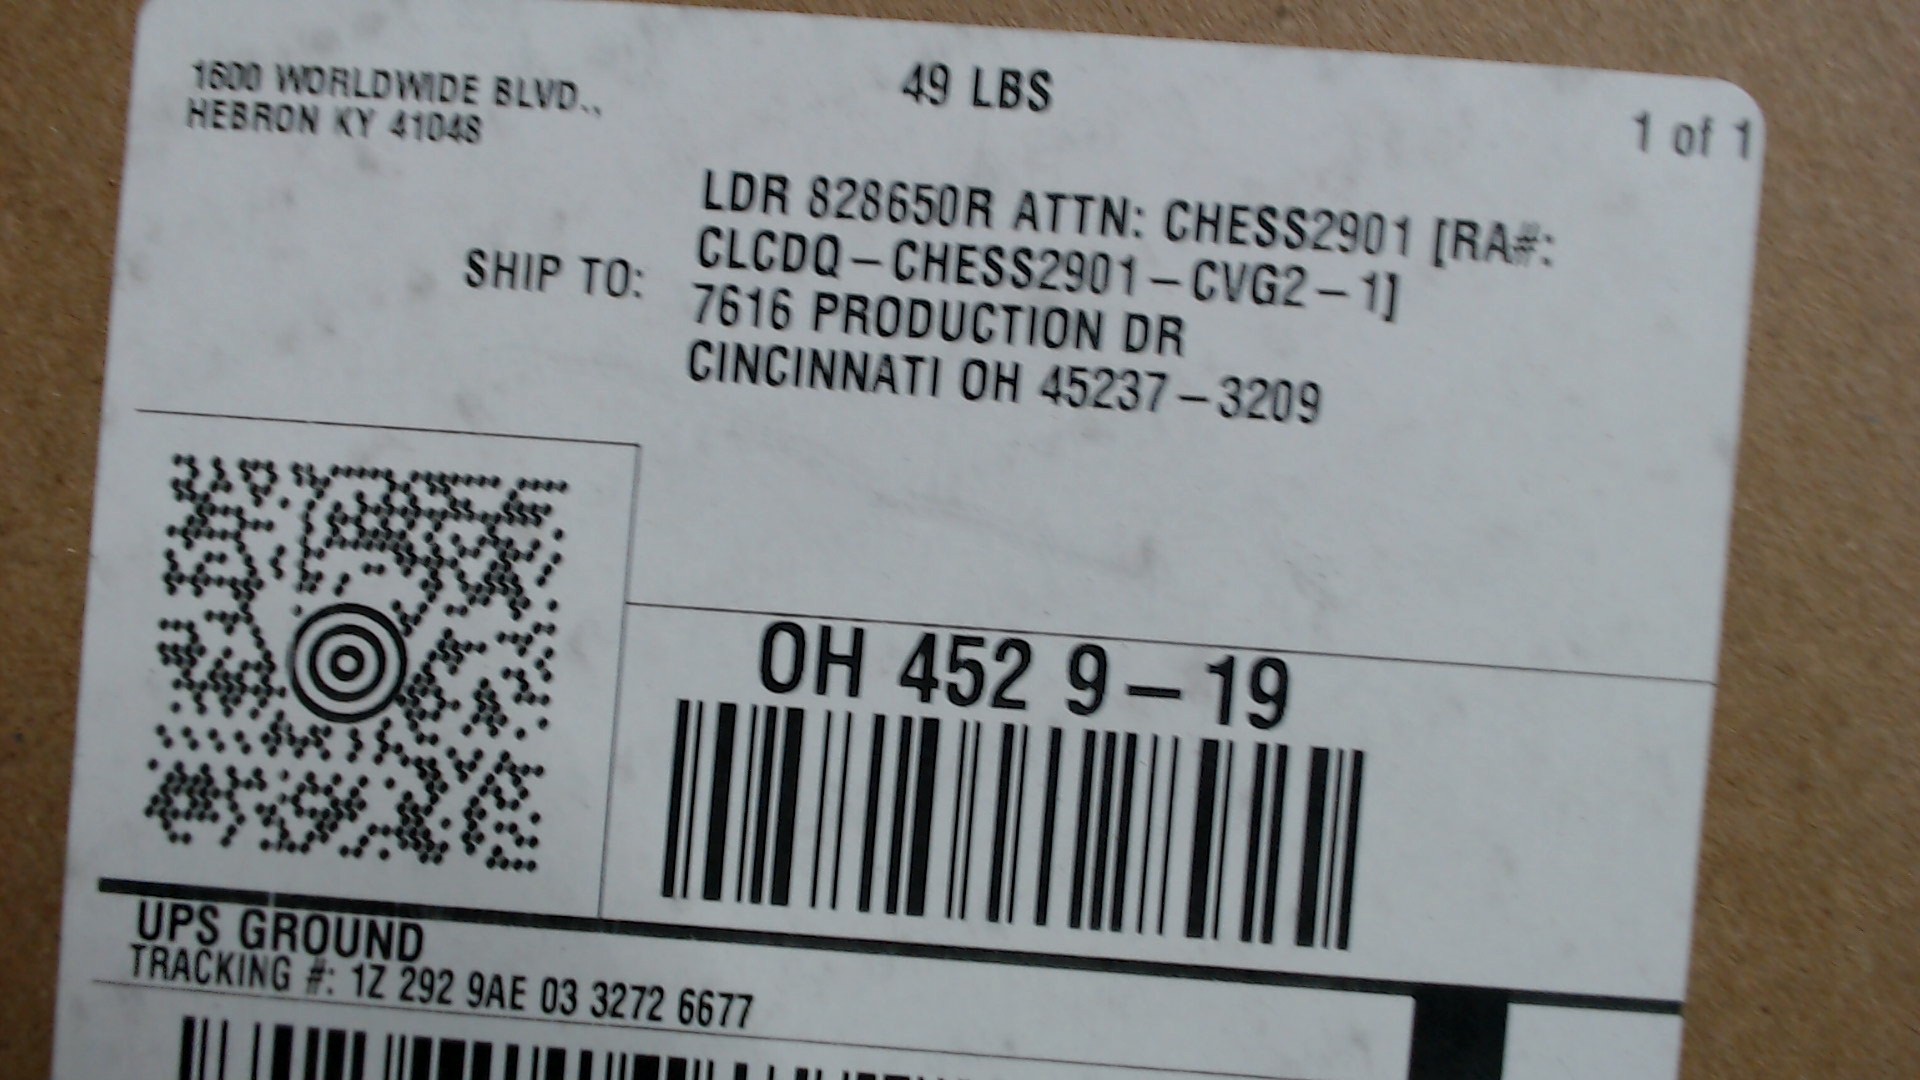 1600 WORLDWIDE BLVD.,
HEBRON KY 41048
49 LBS
1 of 1
SHIP TO:
LDR 828650R ATTN: CHESS2901 [RA#:
CLCDQ-CHESS2901-CVG2-1]
7616 PRODUCTION DR
CINCINNATI OH 45237-3209
OH 452 9-19
UPS GROUND
TRACKING #: 1Z 292 9AE 03 3272 6677